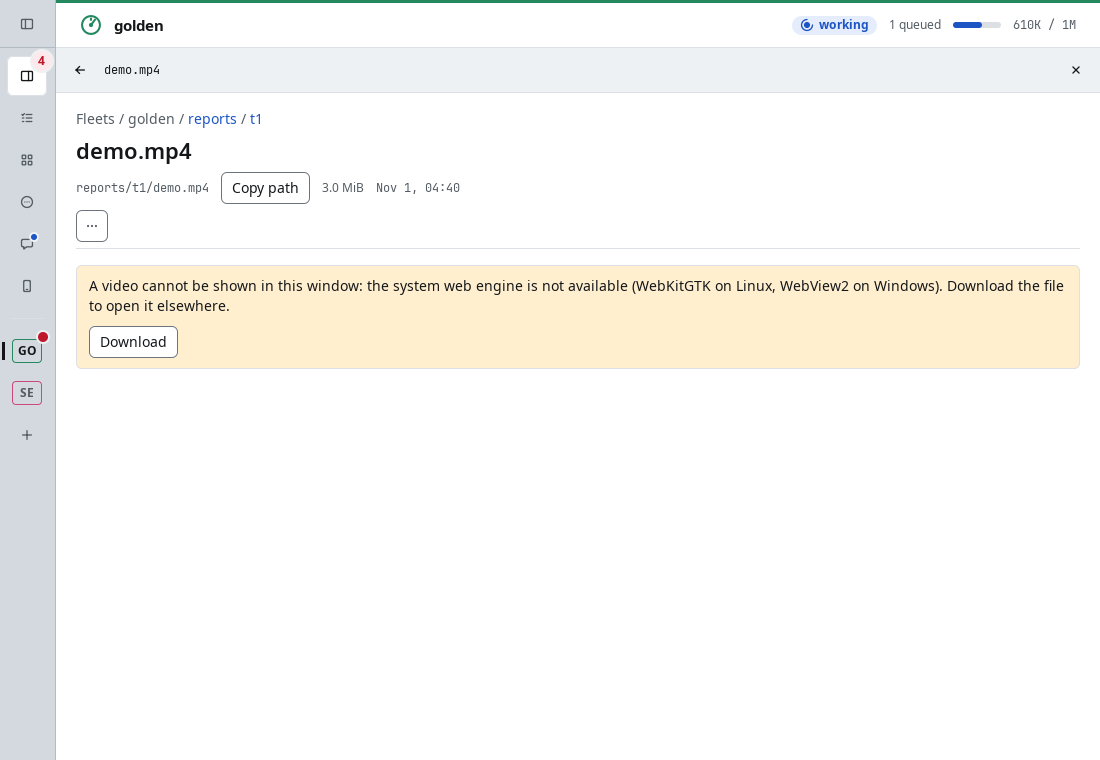 golden
working
1 queued
610K / 1M
4
demo.mp4
Fleets / golden / reports / t1
demo.mp4
reports/t1/demo.mp4
Copy path
3.0 MiB
Nov 1, 04:40
...
A video cannot be shown in this window: the system web engine is not available (WebKitGTK on Linux, WebView2 on Windows). Download the file
to open it elsewhere.
Download
GO
SE